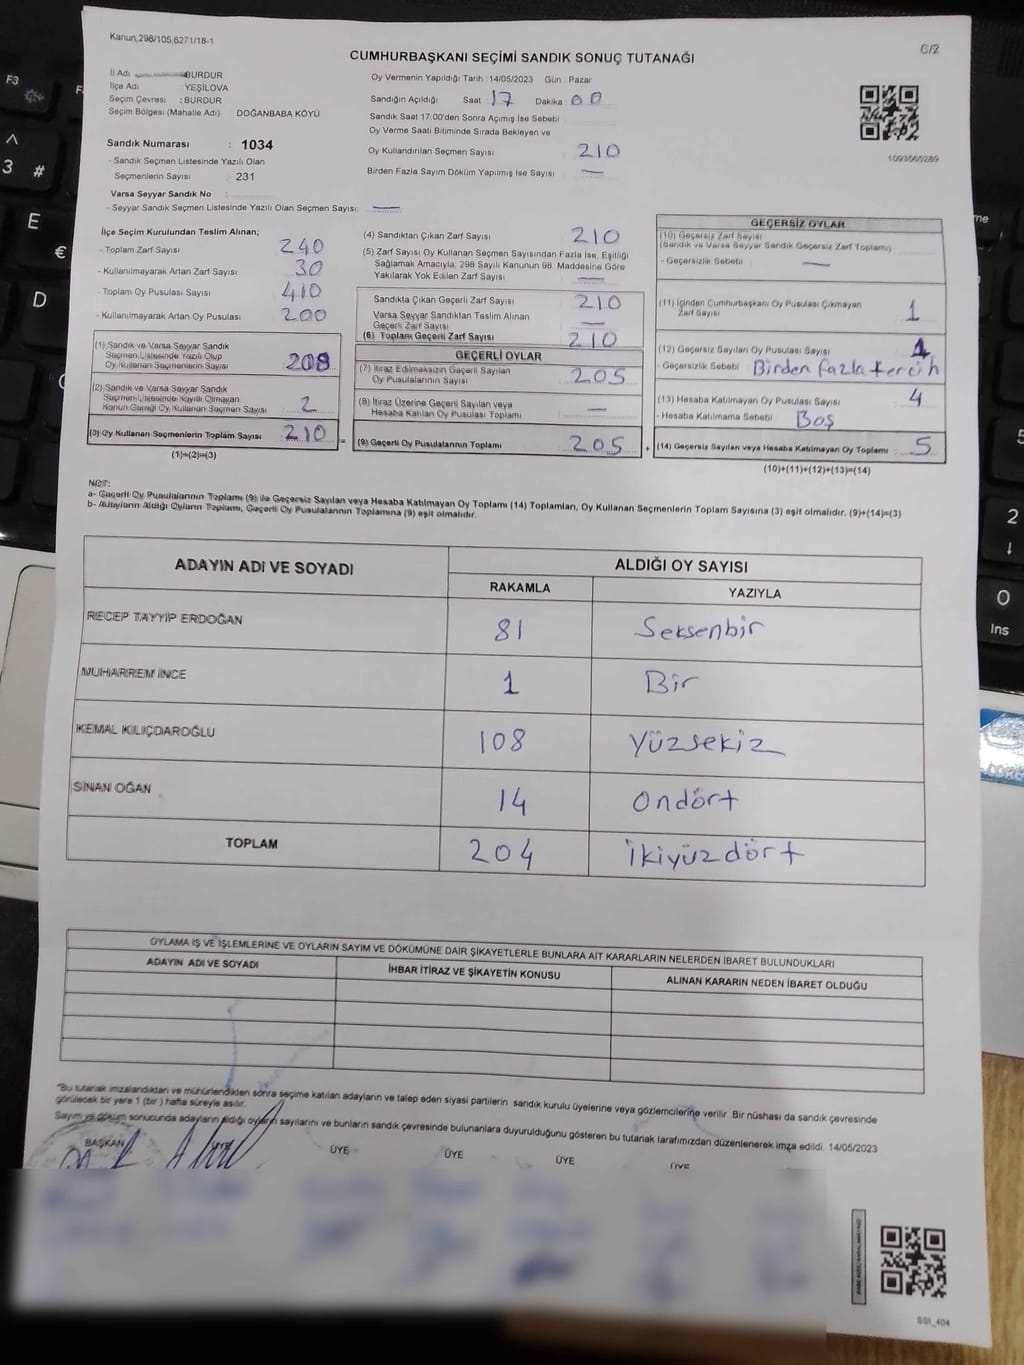 Kanun,298/105,6271/18-1
C/2
CUMHURBAŞKANI SEÇİMİ SANDIK SONUÇ TUTANAĞI
İl Adı : BURDUR
İlçe Adı YEŞİLOVA
Seçim Çevresi : BURDUR
Seçim Bölgesi (Mahalle Adı) DOĞANBABA KÖYÜ
Sandık Numarası : 1034
- Sandık Seçmen Listesinde Yazılı Olan
Seçmenlerin Sayısı : 231
Varsa Seyyar Sandık No :
- Seyyar Sandık Seçmen Listesinde Yazılı Olan Seçmen Sayısı: —
Oy Vermenin Yapıldığı Tarih : 14/05/2023 Gün : Pazar
Sandığın Açıldığı Saat 17 Dakika 00
Sandık Saat 17:00'den Sonra Açılmış İse Sebebi
Oy Verme Saati Bitiminde Sırada Bekleyen ve
Oy Kullandırılan Seçmen Sayısı 210
Birden Fazla Sayım Döküm Yapılmış İse Sayısı —
1093565289
İlçe Seçim Kurulundan Teslim Alınan;
- Toplam Zarf Sayısı 240
- Kullanılmayarak Artan Zarf Sayısı 30
- Toplam Oy Pusulası Sayısı 410
- Kullanılmayarak Artan Oy Pusulası 200
(1) Sandık ve Varsa Seyyar Sandık
Seçmen Listesinde Yazılı Olup
Oy Kullanan Seçmenlerin Sayısı 208
(2) Sandık ve Varsa Seyyar Sandık
Seçmen Listesinde Kayıtlı Olmayan
Kanun Gereği Oy Kullanan Seçmen Sayısı 2
(3) Oy Kullanan Seçmenlerin Toplam Sayısı 210 =
(1)+(2)=(3)
(4) Sandıktan Çıkan Zarf Sayısı 210
(5) Zarf Sayısı Oy Kullanan Seçmen Sayısından Fazla İse, Eşitliği
Sağlamak Amacıyla; 298 Sayılı Kanunun 98. Maddesine Göre
Yakılarak Yok Edilen Zarf Sayısı —
Sandıkta Çıkan Geçerli Zarf Sayısı 210
Varsa Seyyar Sandıktan Teslim Alınan
Geçerli Zarf Sayısı —
(6) Toplam Geçerli Zarf Sayısı 210
GEÇERLİ OYLAR
(7) İtiraz Edilmeksizin Geçerli Sayılan
Oy Pusulalarının Sayısı 205
(8) İtiraz Üzerine Geçerli Sayılan veya
Hesaba Katılan Oy Pusulası Toplamı —
(9) Geçerli Oy Pusulalarının Toplamı 205 +
GEÇERSİZ OYLAR
(10) Geçersiz Zarf Sayısı
(Sandık ve Varsa Seyyar Sandık Geçersiz Zarf Toplamı)
- Geçersizlik Sebebi —
(11) İçinden Cumhurbaşkanı Oy Pusulası Çıkmayan
Zarf Sayısı 1
(12) Geçersiz Sayılan Oy Pusulası Sayısı
- Geçersizlik Sebebi Birden fazla tercih
(13) Hesaba Katılmayan Oy Pusulası Sayısı 4
- Hesaba Katılmama Sebebi Boş
(14) Geçersiz Sayılan veya Hesaba Katılmayan Oy Toplamı 5
(10)+(11)+(12)+(13)=(14)
NOT:
a- Geçerli Oy Pusulalarının Toplamı (9) ile Geçersiz Sayılan veya Hesaba Katılmayan Oy Toplamı (14) Toplamları, Oy Kullanan Seçmenlerin Toplam Sayısına (3) eşit olmalıdır. (9)+(14)=(3)
b- Adayların Aldığı Oyların Toplamı, Geçerli Oy Pusulalarının Toplamına (9) eşit olmalıdır.
ADAYIN ADI VE SOYADI
ALDIĞI OY SAYISI
RAKAMLA YAZIYLA
RECEP TAYYİP ERDOĞAN 81 Seksenbir
MUHARREM İNCE 1 Bir
KEMAL KILIÇDAROĞLU 108 Yüzsekiz
SİNAN OĞAN 14 Ondört
TOPLAM 204 İkiyüzdört
OYLAMA İŞ VE İŞLEMLERİNE VE OYLARIN SAYIM VE DÖKÜMÜNE DAİR ŞİKAYETLERLE BUNLARA AİT KARARLARIN NELERDEN İBARET BULUNDUKLARI
ADAYIN ADI VE SOYADI İHBAR İTİRAZ VE ŞİKAYETİN KONUSU ALINAN KARARIN NEDEN İBARET OLDUĞU
"Bu tutanak imzalandıktan ve mühürlendikten sonra seçime katılan adayların ve talep eden siyasi partilerin sandık kurulu üyelerine veya gözlemcilerine verilir .Bir nüshası da sandık çevresinde
görülecek bir yere 1 (bir ) hafta süreyle asılır.
Sayım ve döküm sonucunda adayların aldığı oyların sayılarını ve bunların sandık çevresinde bulunanlara duyurulduğunu gösteren bu tutanak tarafımızdan düzenlenerek imza edildi. 14/05/2023
BAŞKAN ÜYE ÜYE ÜYE ÜYE
SSI_404
F3
3 #
E €
D
2
0
Ins